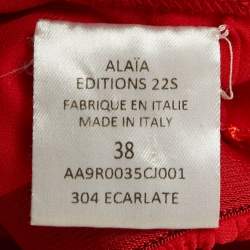 ALAÏA
EDITIONS 22S
FABRIQUE EN ITALIE
MADE IN ITALY
38
AA9R0035CJ001
304 ECARLATE